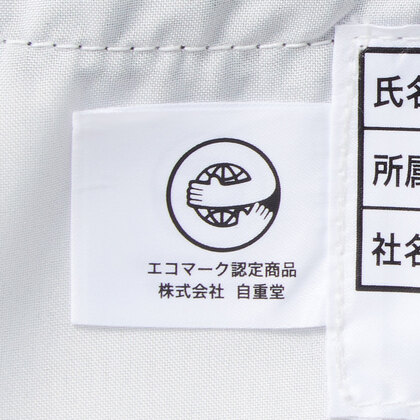 エコマーク認定商品
株式会社 自重堂
氏名
所属
社名